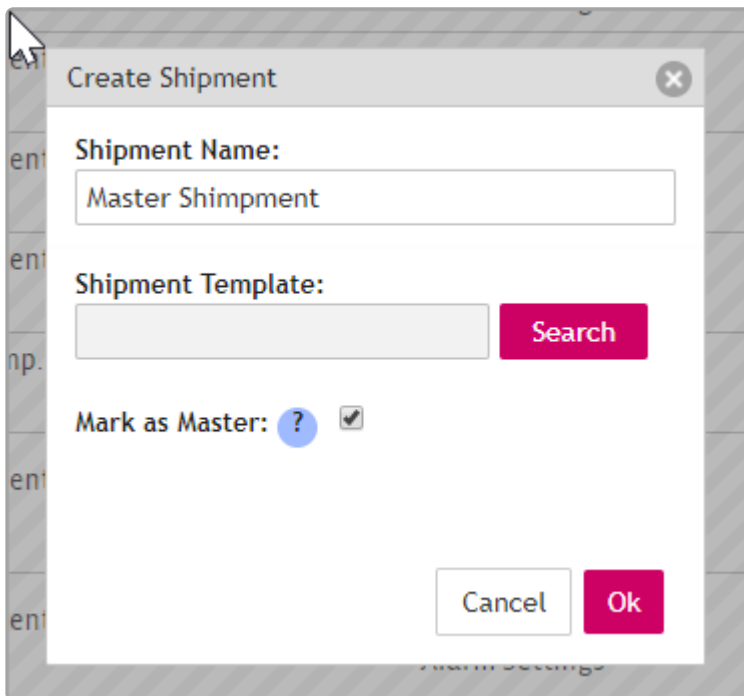 Create Shipment
Shipment Name:
Master Shimpment
Shipment Template:
Search
Mark as Master: ?
Cancel Ok